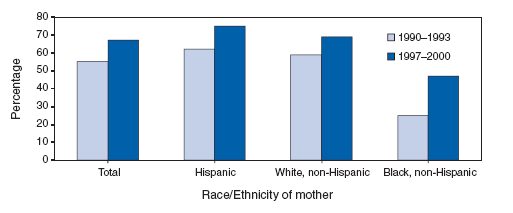 80
70
60
50
40
30
20
10
0
Percentage
1990–1993
1997–2000
Total
Hispanic
White, non-Hispanic
Black, non-Hispanic
Race/Ethnicity of mother